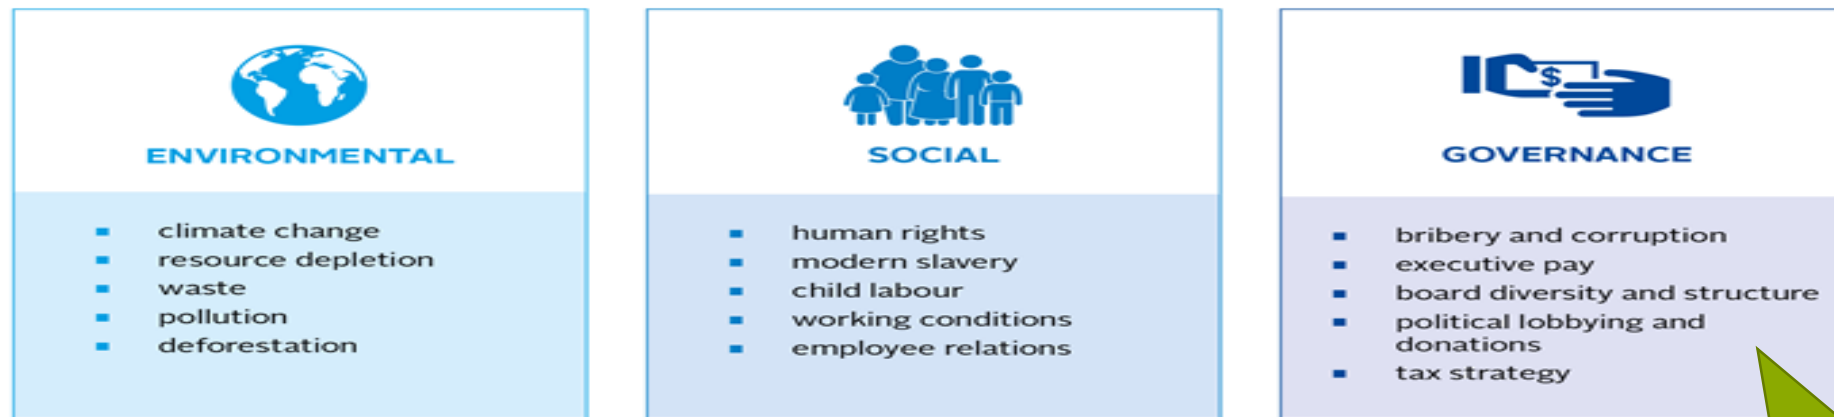 ENVIRONMENTAL
climate change
resource depletion
waste
pollution
deforestation
SOCIAL
human rights
modern slavery
child labour
working conditions
employee relations
$
GOVERNANCE
bribery and corruption
executive pay
board diversity and structure
political lobbying and
donations
tax strategy